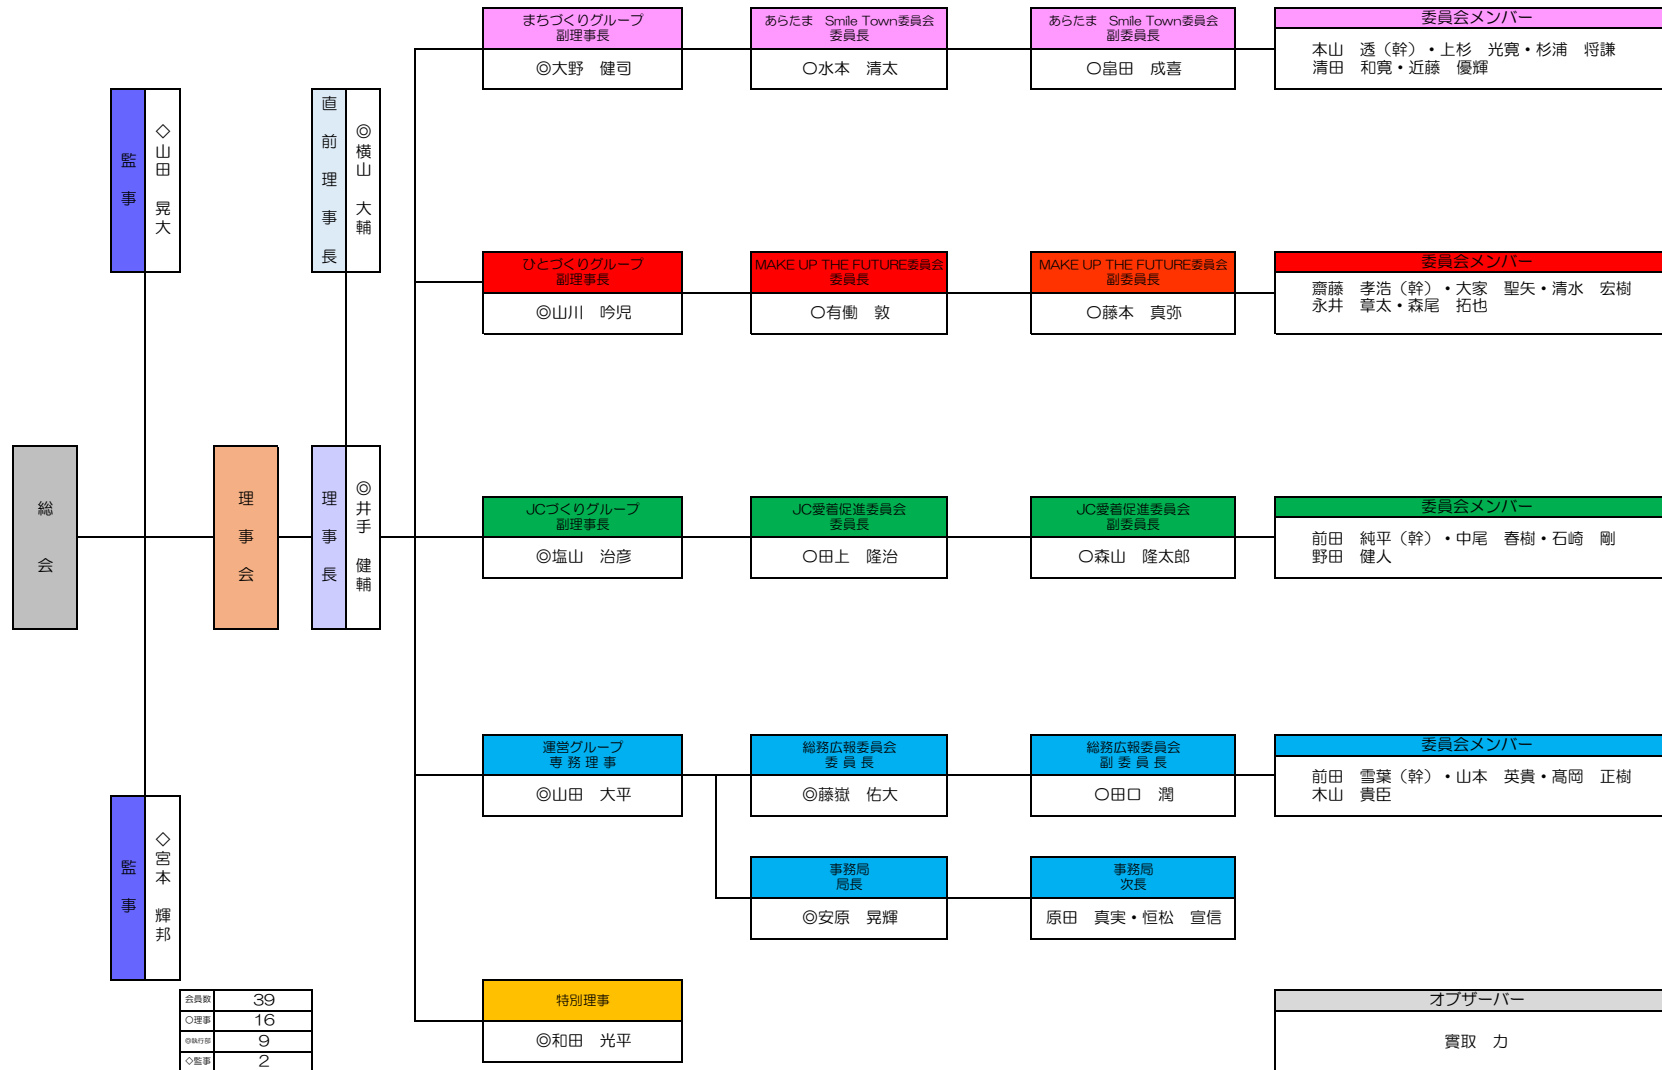 総会
監事
◇山田　晃大
監事
◇宮本　輝邦
理事会
直前理事長
◎横山　大輔
理事長
◎井手　健輔
まちづくりグループ
副理事長
◎大野　健司
あらたま　Smile Town委員会
委員長
○水本　清太
あらたま　Smile Town委員会
副委員長
○畠田　成喜
委員会メンバー
本山　透（幹）・上杉　光寛・杉浦　将謙
清田　和寛・近藤　優輝
ひとづくりグループ
副理事長
◎山川　吟児
MAKE UP THE FUTURE委員会
委員長
○有働　敦
MAKE UP THE FUTURE委員会
副委員長
○藤本　真弥
委員会メンバー
齋藤　孝浩（幹）・大家　聖矢・清水　宏樹
永井　章太・森尾　拓也
JCづくりグループ
副理事長
◎塩山　治彦
JC愛着促進委員会
委員長
○田上　隆治
JC愛着促進委員会
副委員長
○森山　隆太郎
委員会メンバー
前田　純平（幹）・中尾　春樹・石崎　剛
野田　健人
運営グループ
専 務 理 事
◎山田　大平
総務広報委員会
委 員 長
◎藤嶽　佑大
総務広報委員会
副 委 員 長
○田口　潤
委員会メンバー
前田　雪葉（幹）・山本　英貴・髙岡　正樹
木山　貴臣
事務局
局長
◎安原　晃輝
事務局
次長
原田　真実・恒松　宣信
特別理事
◎和田　光平
会員数 39
○理事 16
◎執行部 9
◇監事 2
オブザーバー
實取　力